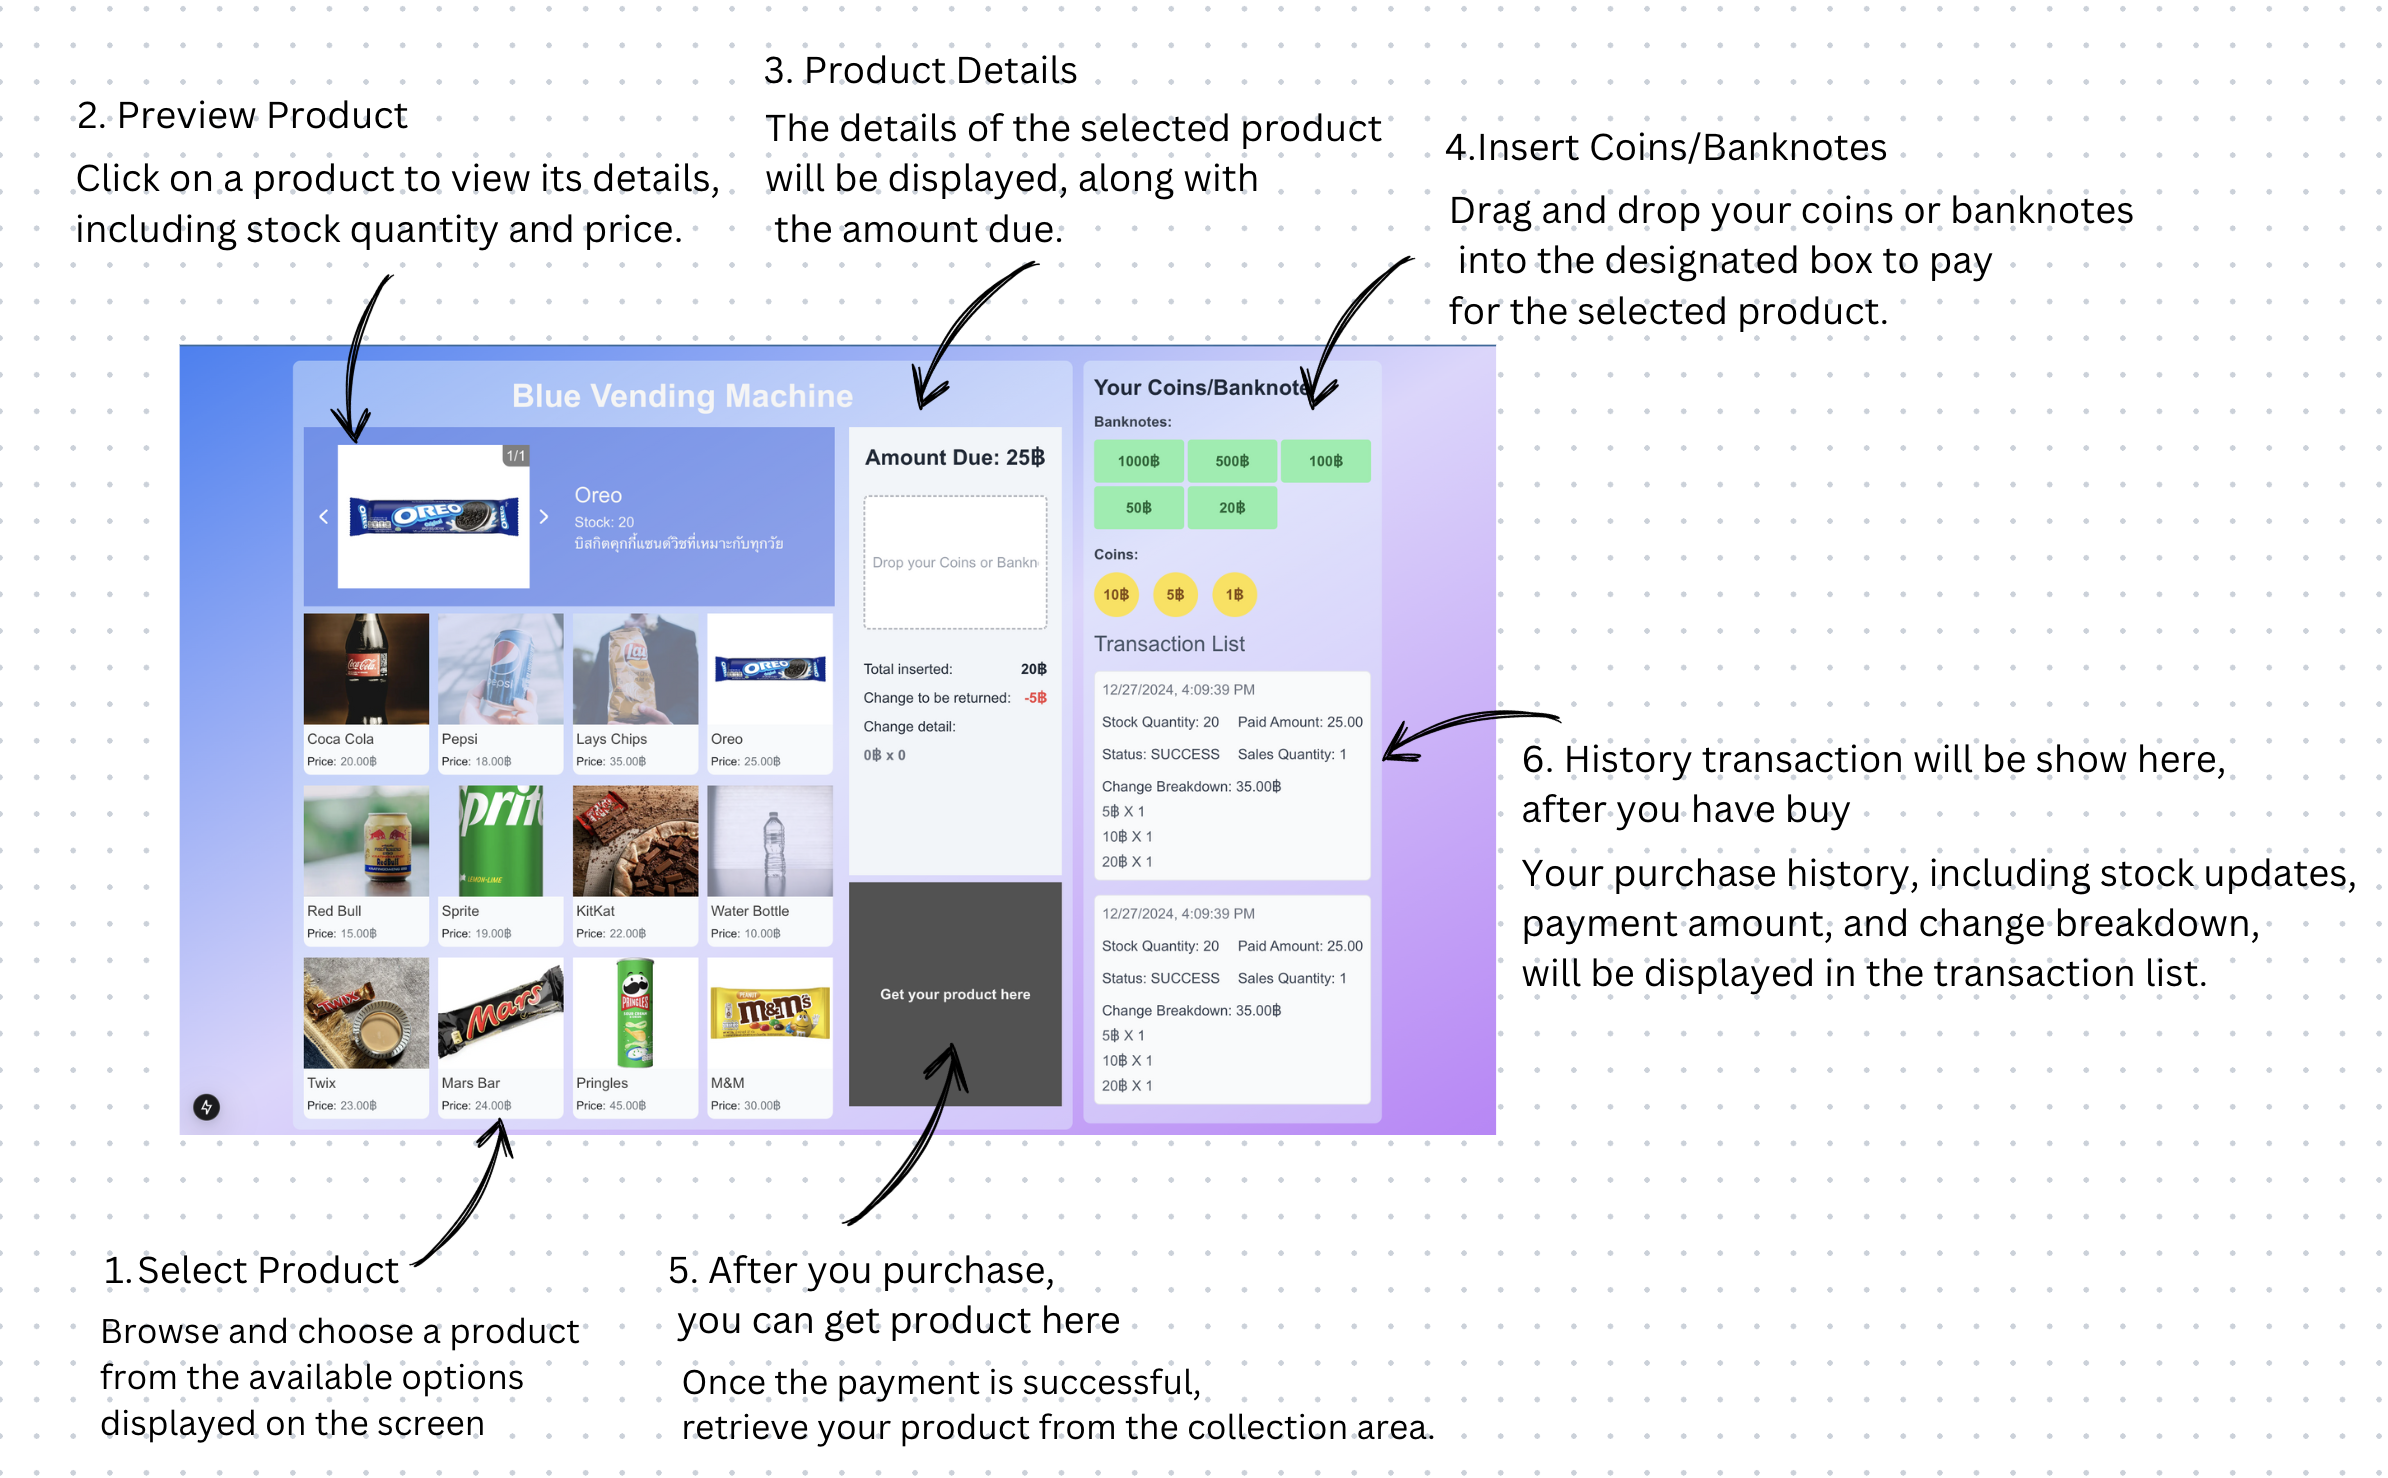 2. Preview Product
Click on a product to view its details,
including stock quantity and price.
3. Product Details
The details of the selected product
will be displayed, along with
the amount due.
4.Insert Coins/Banknotes
Drag and drop your coins or banknotes
into the designated box to pay
for the selected product.
Blue Vending Machine
1/1
OREO
Oreo
Stock: 20
บิสกิตคุกกี้แซนด์วิชที่เหมาะกับทุกวัย
Coca-Cola
Coca Cola
Price: 20.00฿
pepsi
Pepsi
Price: 18.00฿
Lay's
Lays Chips
Price: 35.00฿
OREO
Oreo
Price: 25.00฿
RedBull
Red Bull
Price: 15.00฿
Sprit
LEMON-LIME
Sprite
Price: 19.00฿
KitKat
Price: 22.00฿
Water Bottle
Price: 10.00฿
TWIX
Twix
Price: 23.00฿
Mars
Mars Bar
Price: 24.00฿
PRINGLES
Pringles
Price: 45.00฿
PEANUT
m&m's
M&M
Price: 30.00฿
Amount Due: 25฿
Drop your Coins or Bankn
Total inserted: 20฿
Change to be returned: -5฿
Change detail:
0฿ x 0
Get your product here
Your Coins/Banknote
Banknotes:
1000฿ 500฿ 100฿
50฿ 20฿
Coins:
10฿ 5฿ 1฿
Transaction List
12/27/2024, 4:09:39 PM
Stock Quantity: 20 Paid Amount: 25.00
Status: SUCCESS Sales Quantity: 1
Change Breakdown: 35.00฿
5฿ X 1
10฿ X 1
20฿ X 1
12/27/2024, 4:09:39 PM
Stock Quantity: 20 Paid Amount: 25.00
Status: SUCCESS Sales Quantity: 1
Change Breakdown: 35.00฿
5฿ X 1
10฿ X 1
20฿ X 1
6. History transaction will be show here,
after you have buy
Your purchase history, including stock updates,
payment amount, and change breakdown,
will be displayed in the transaction list.
1.Select Product
Browse and choose a product
from the available options
displayed on the screen
5. After you purchase,
you can get product here
Once the payment is successful,
retrieve your product from the collection area.